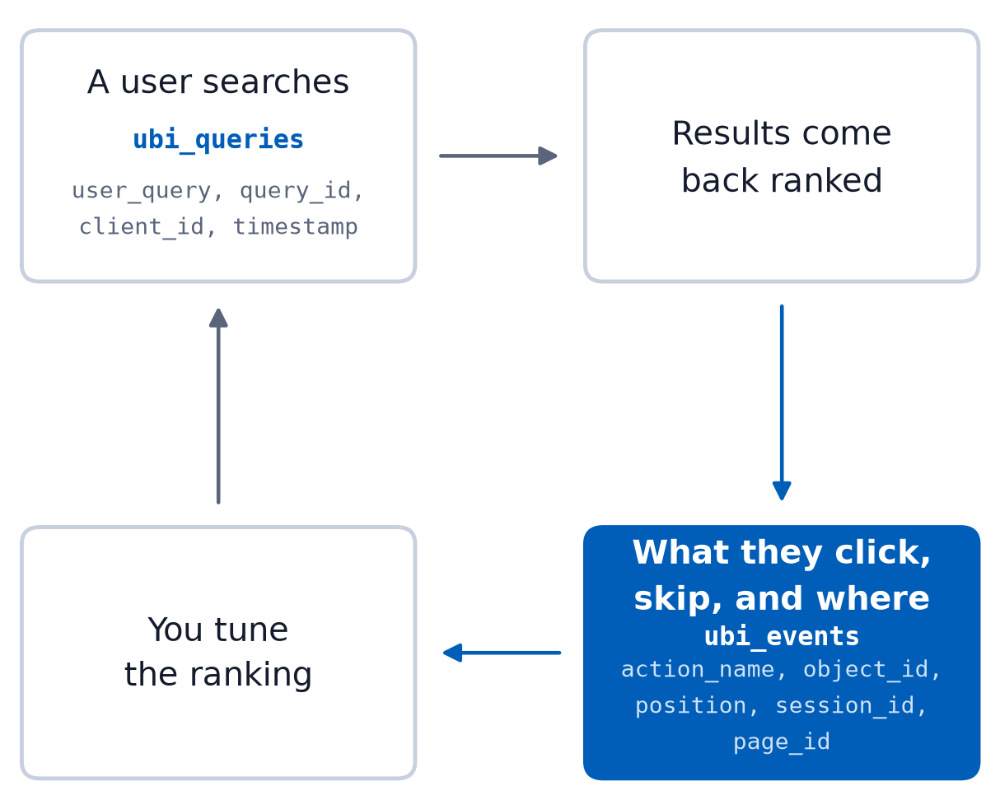 A user searches
ubi_queries
user_query, query_id,
client_id, timestamp
Results come
back ranked
What they click,
skip, and where
ubi_events
action_name, object_id,
position, session_id,
page_id
You tune
the ranking